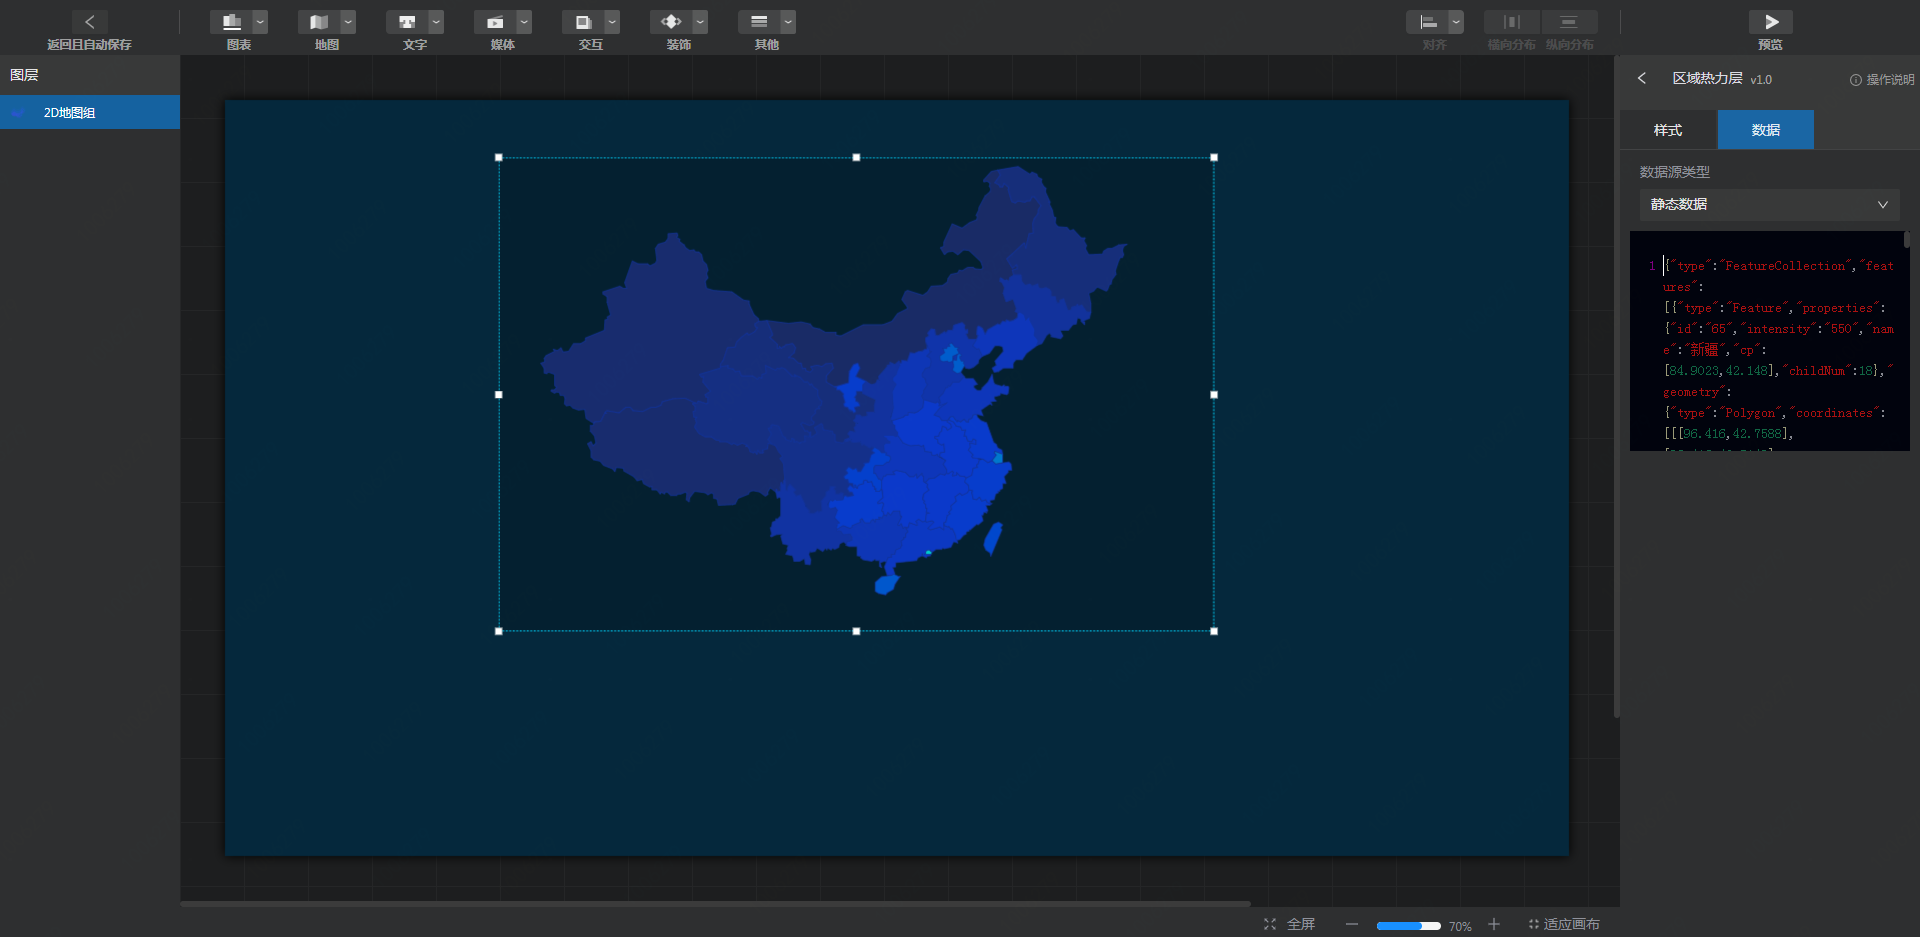 返回且自动保存
图表
地图
文字
媒体
交互
装饰
其他
对齐
横向分布
纵向分布
预览
图层
2D地图组
区域热力层 v1.0
操作说明
样式
数据
数据源类型
静态数据
1 {"type":"FeatureCollection","feat
ures":
[{"type":"Feature","properties":
{"id":"65","intensity":"550","nam
e":"新疆","cp":
[84.9023,42.148],"childNum":18},"
geometry":
{"type":"Polygon","coordinates":
[[[96.416,42.7588],
全屏
70%
适应画布